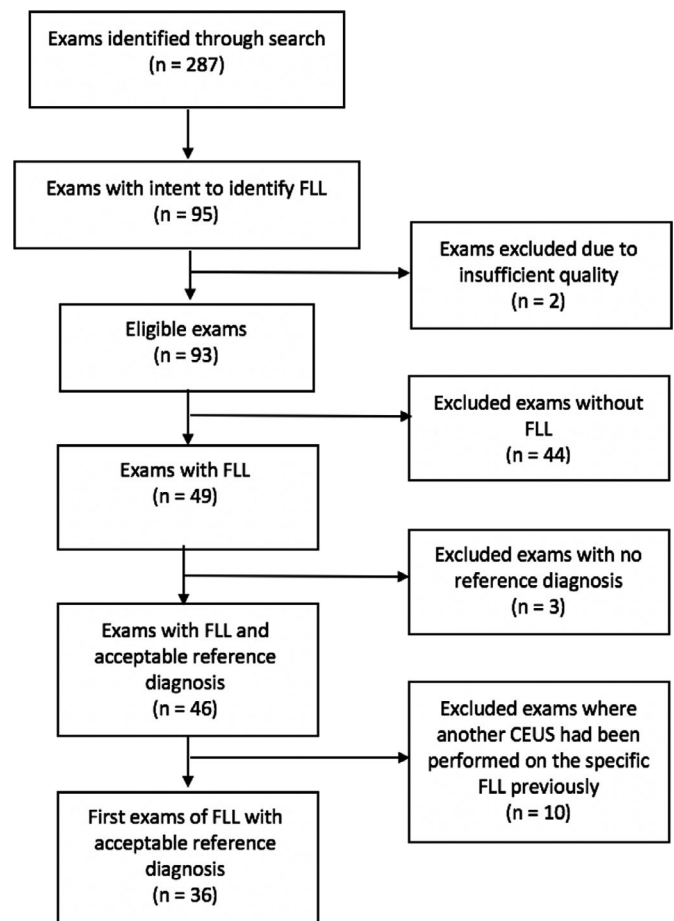 Exams identified through search
(n = 287)
Exams with intent to identify FLL
(n = 95)
Exams excluded due to
insufficient quality
(n = 2)
Eligible exams
(n = 93)
Excluded exams without
FLL
(n = 44)
Exams with FLL
(n = 49)
Excluded exams with no
reference diagnosis
(n = 3)
Exams with FLL and
acceptable reference
diagnosis
(n = 46)
Excluded exams where
another CEUS had been
performed on the specific
FLL previously
(n = 10)
First exams of FLL with
acceptable reference
diagnosis
(n = 36)